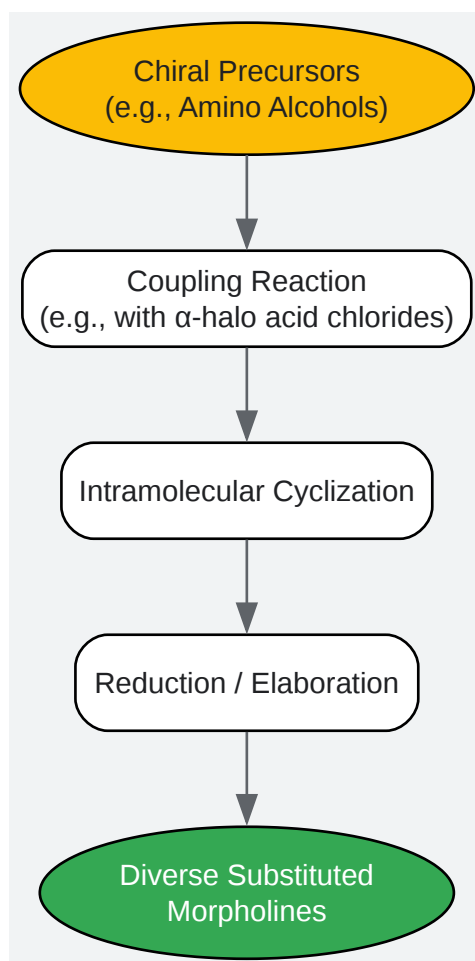 Chiral Precursors
(e.g., Amino Alcohols)
Coupling Reaction
(e.g., with α-halo acid chlorides)
Intramolecular Cyclization
Reduction / Elaboration
Diverse Substituted
Morpholines